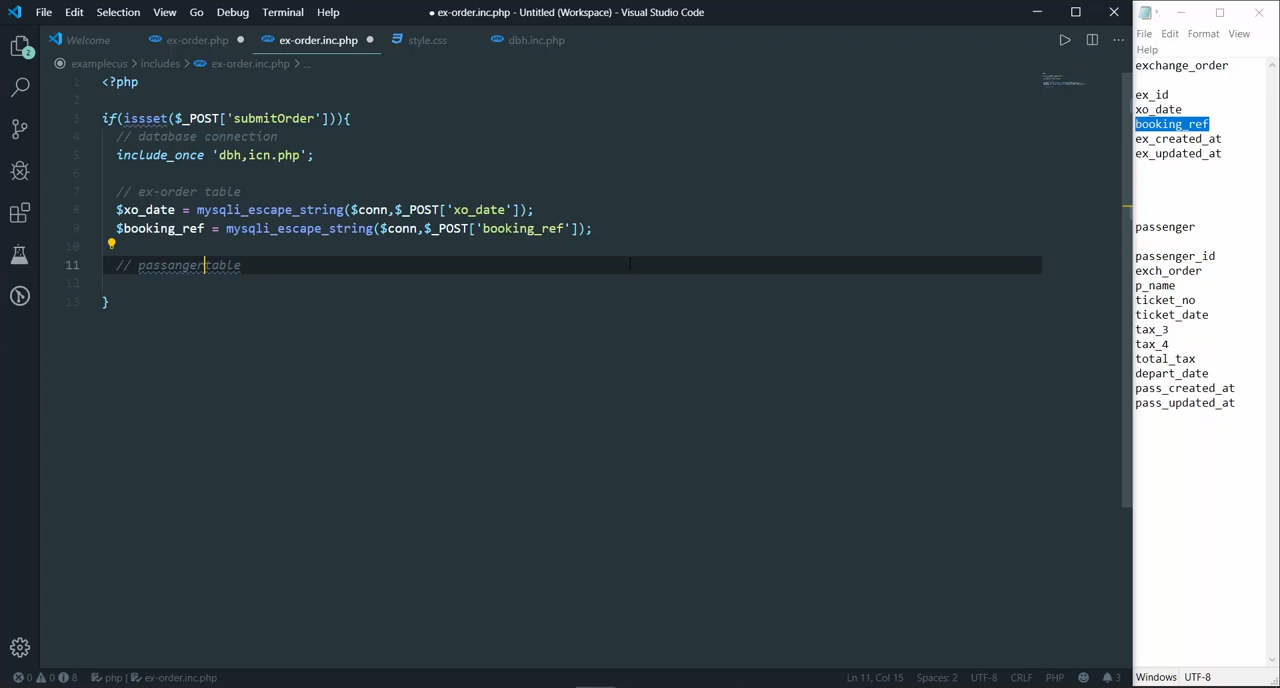 File Edit Selection View Go Debug Terminal Help
● ex-order.inc.php - Untitled (Workspace) - Visual Studio Code
Welcome ex-order.php ex-order.inc.php style.css dbh.inc.php
examplecus > includes > ex-order.inc.php > ...
1 <?php
2
3 if(issset($_POST['submitOrder'])){
4 // database connection
5 include_once 'dbh,icn.php';
6
7 // ex-order table
8 $xo_date = mysqli_escape_string($conn,$_POST['xo_date']);
9 $booking_ref = mysqli_escape_string($conn,$_POST['booking_ref']);
10
11 // passangertable
12
13 }
2
0 0 8 php ex-order.inc.php Ln 11, Col 15 Spaces: 2 UTF-8 CRLF PHP 3
File Edit Format View
Help
exchange_order
ex_id
xo_date
booking_ref
ex_created_at
ex_updated_at
passenger
passenger_id
exch_order
p_name
ticket_no
ticket_date
tax_3
tax_4
total_tax
depart_date
pass_created_at
pass_updated_at
Windows UTF-8